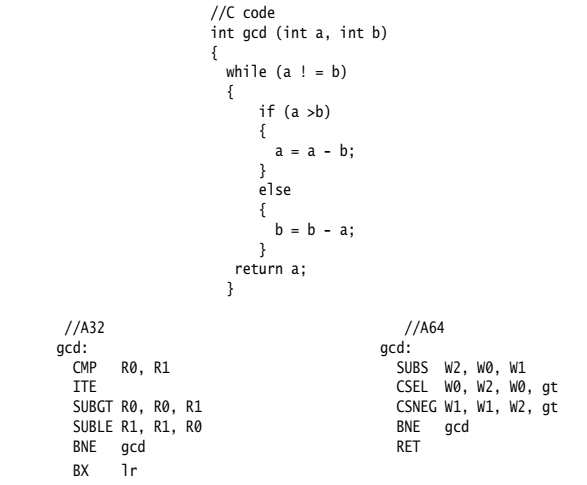 //C code
int gcd (int a, int b)
{
while (a ! = b)
{
if (a >b)
{
a = a - b;
}
else
{
b = b - a;
}
return a;
}
//A32
gcd:
CMP R0, R1
ITE
SUBGT R0, R0, R1
SUBLE R1, R1, R0
BNE gcd
BX lr
//A64
gcd:
SUBS W2, W0, W1
CSEL W0, W2, W0, gt
CSNEG W1, W1, W2, gt
BNE gcd
RET